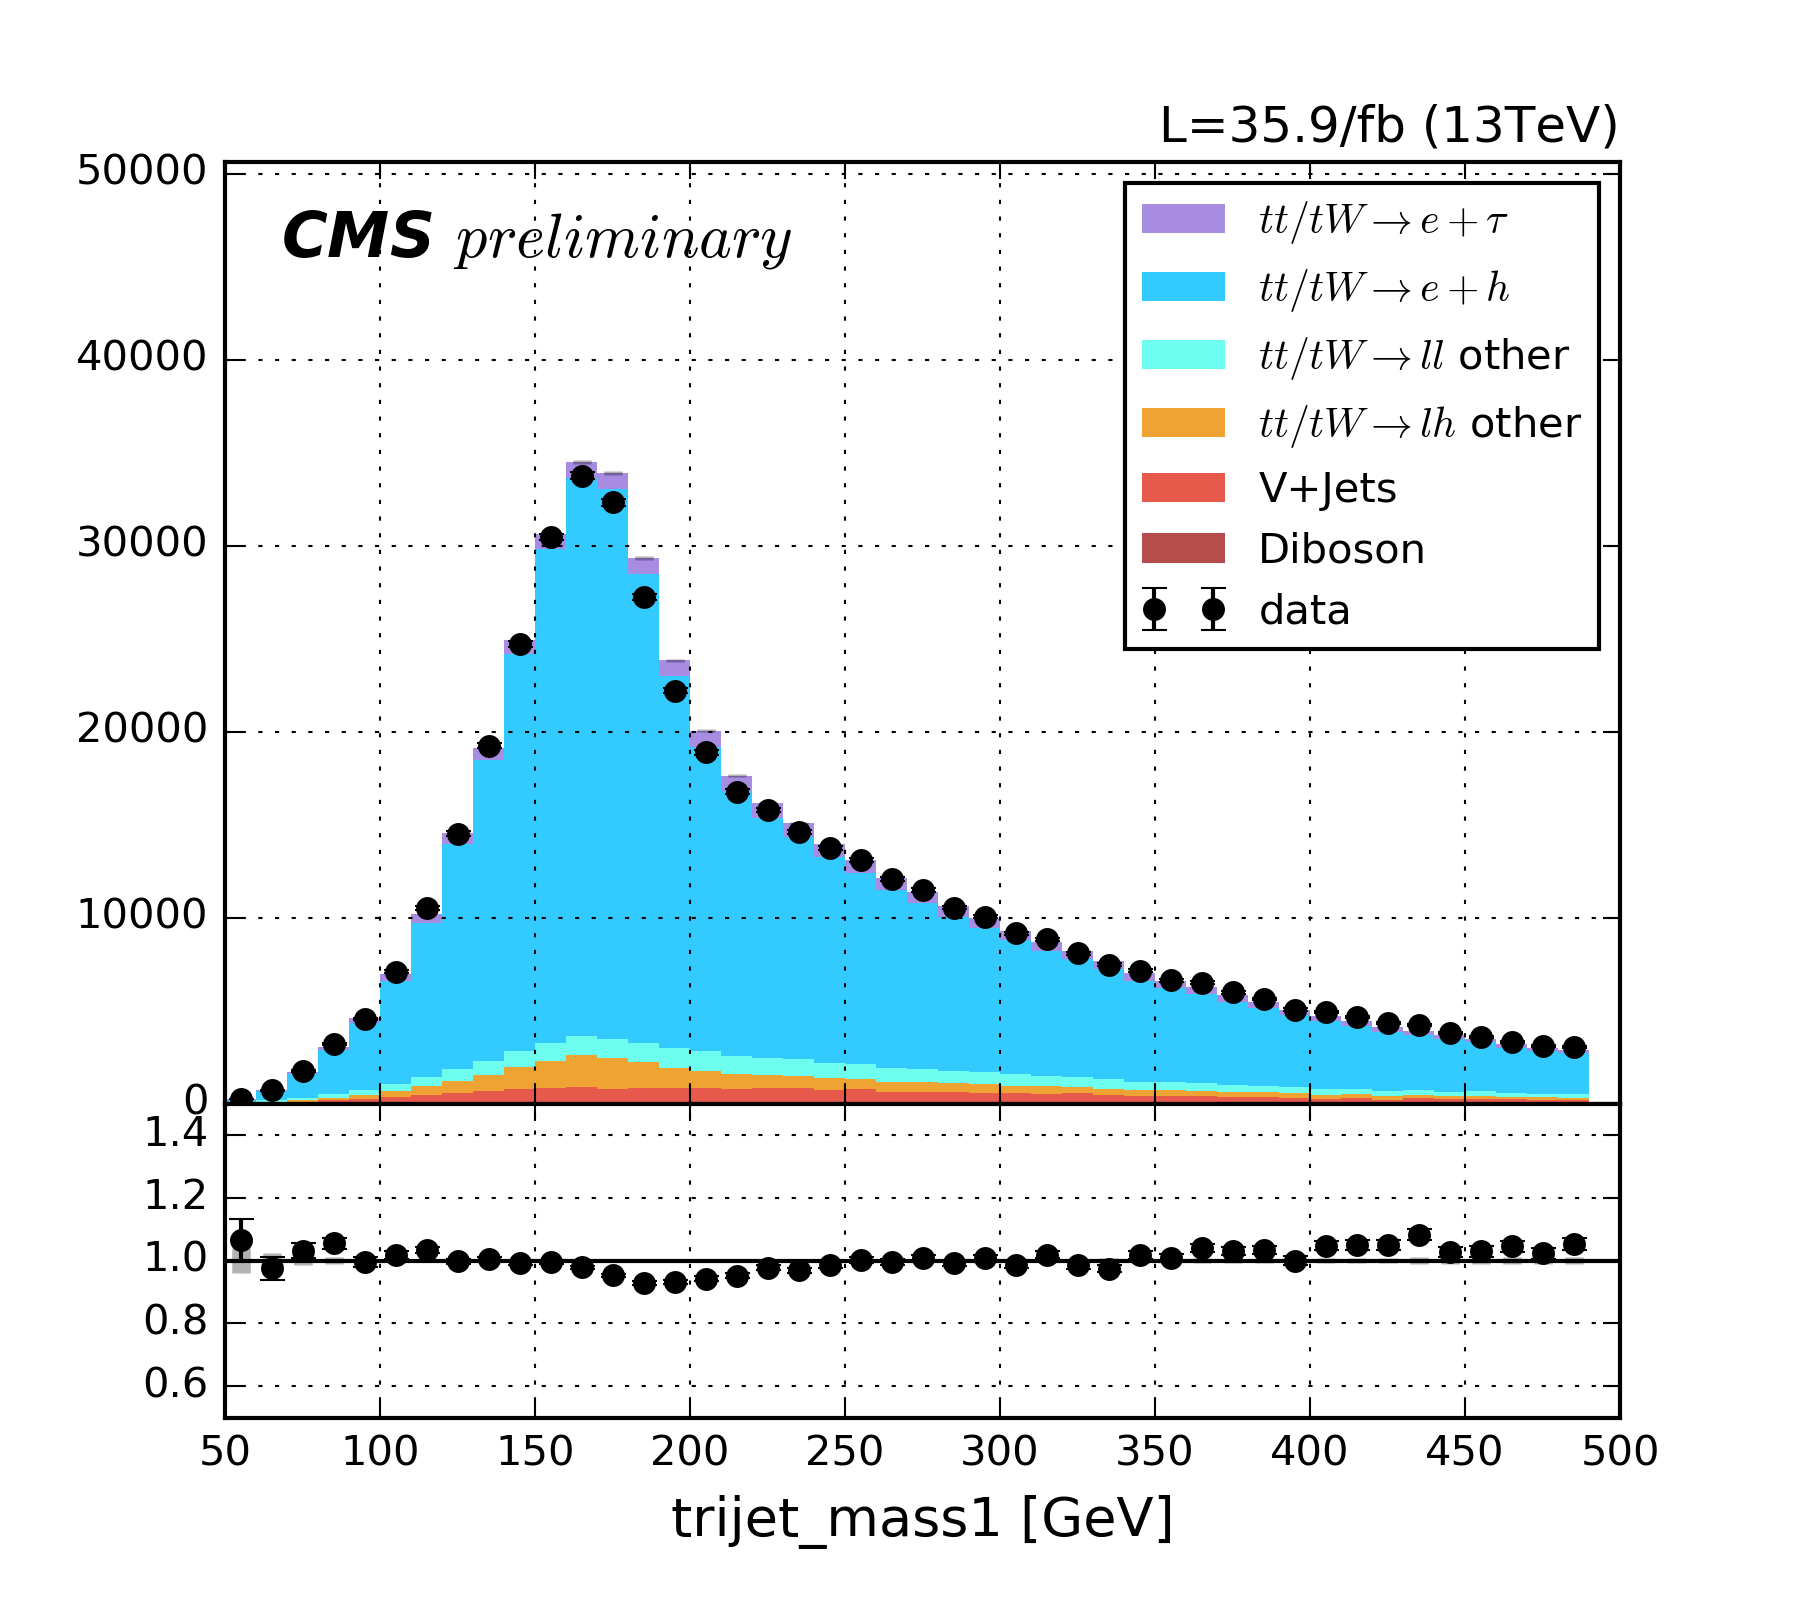 L=35.9/fb (13TeV)
CMS preliminary
50000
40000
30000
20000
10000
0
tt/tW→e+τ
tt/tW→e+h
tt/tW→ll other
tt/tW→lh other
V+Jets
Diboson
data
1.4
1.2
1.0
0.8
0.6
50 100 150 200 250 300 350 400 450 500
trijet_mass1 [GeV]